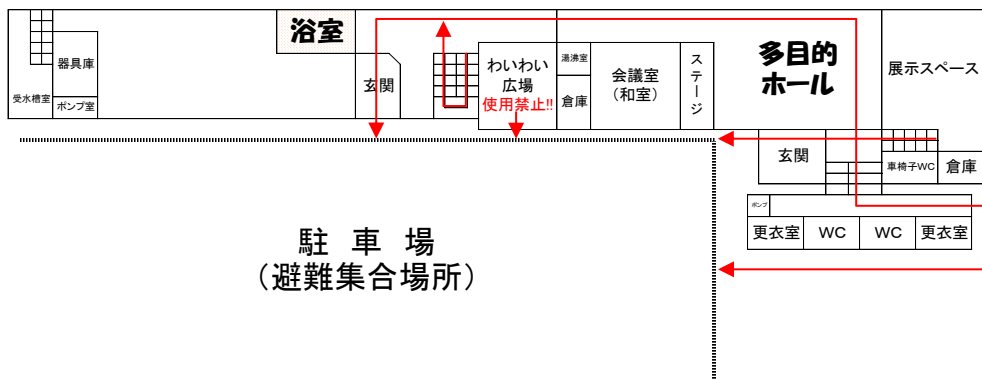 浴室
器具庫
受水槽室
ポンプ室
玄関
わいわい
広場
使用禁止!!
湯沸室
倉庫
会議室
（和室）
ステージ
多目的
ホール
展示スペース
玄関
車椅子WC
倉庫
ポンプ
更衣室
WC
WC
更衣室
駐車場
（避難集合場所）